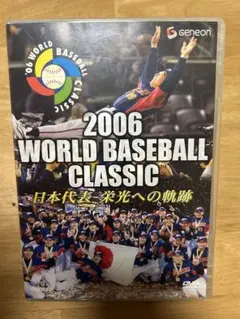 '06 WORLD BASEBALL CLASSIC
Geneon
2006
WORLD BASEBALL
CLASSIC
日本代表 栄光への軌跡
DVD